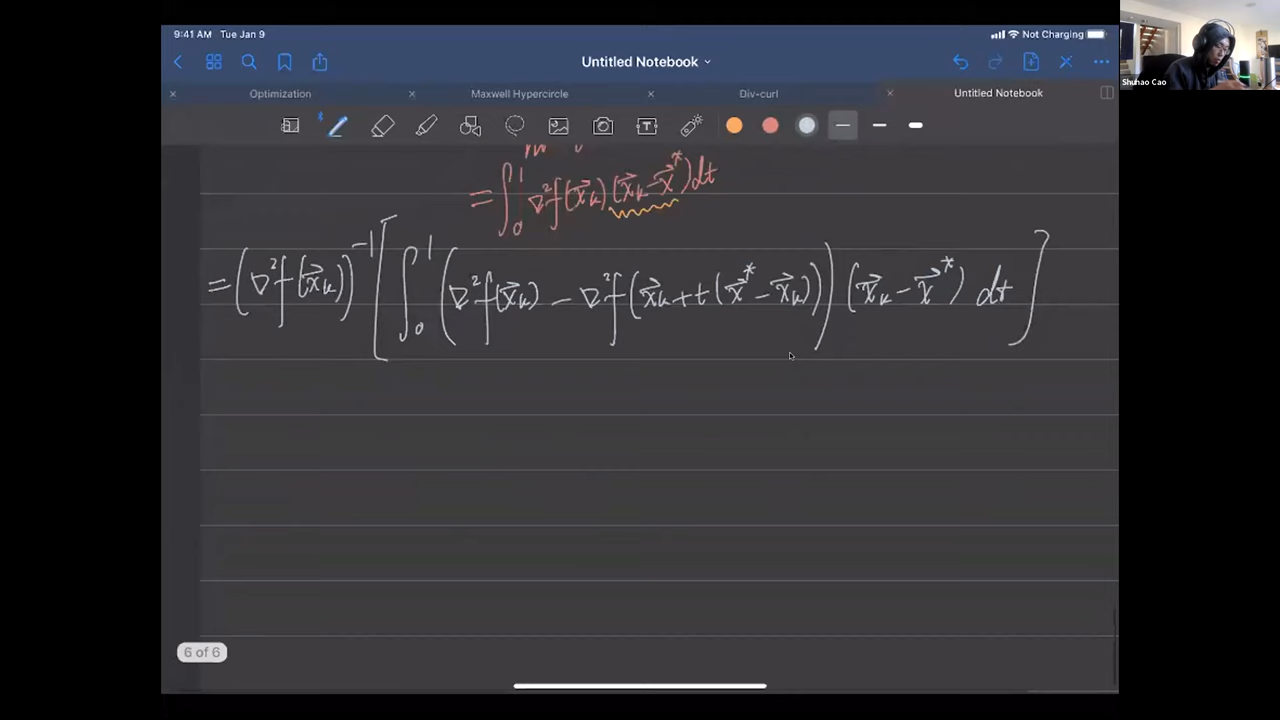 9:41 AM Tue Jan 9
Not Charging
Untitled Notebook
Optimization
Maxwell Hypercircle
Div-curl
Untitled Notebook
Shuhao Cao
= ∫₀¹ ∇²f(x⃗ₖ)(x⃗ₖ − x⃗*) dt
= (∇²f(x⃗ₖ))⁻¹ [ ∫₀¹ (∇²f(x⃗ₖ) − ∇²f(x⃗ₖ + t(x⃗* − x⃗ₖ))) (x⃗ₖ − x⃗*) dt ]
6 of 6